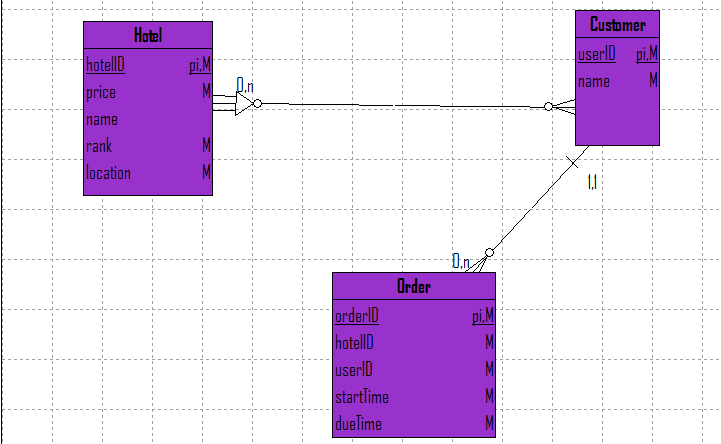 Hotel
hotelID pi,M
price M
name
rank M
location M
0,n
Customer
userID pi,M
name M
1,1
0,n
Order
orderID pi,M
hotelID M
userID M
startTime M
dueTime M